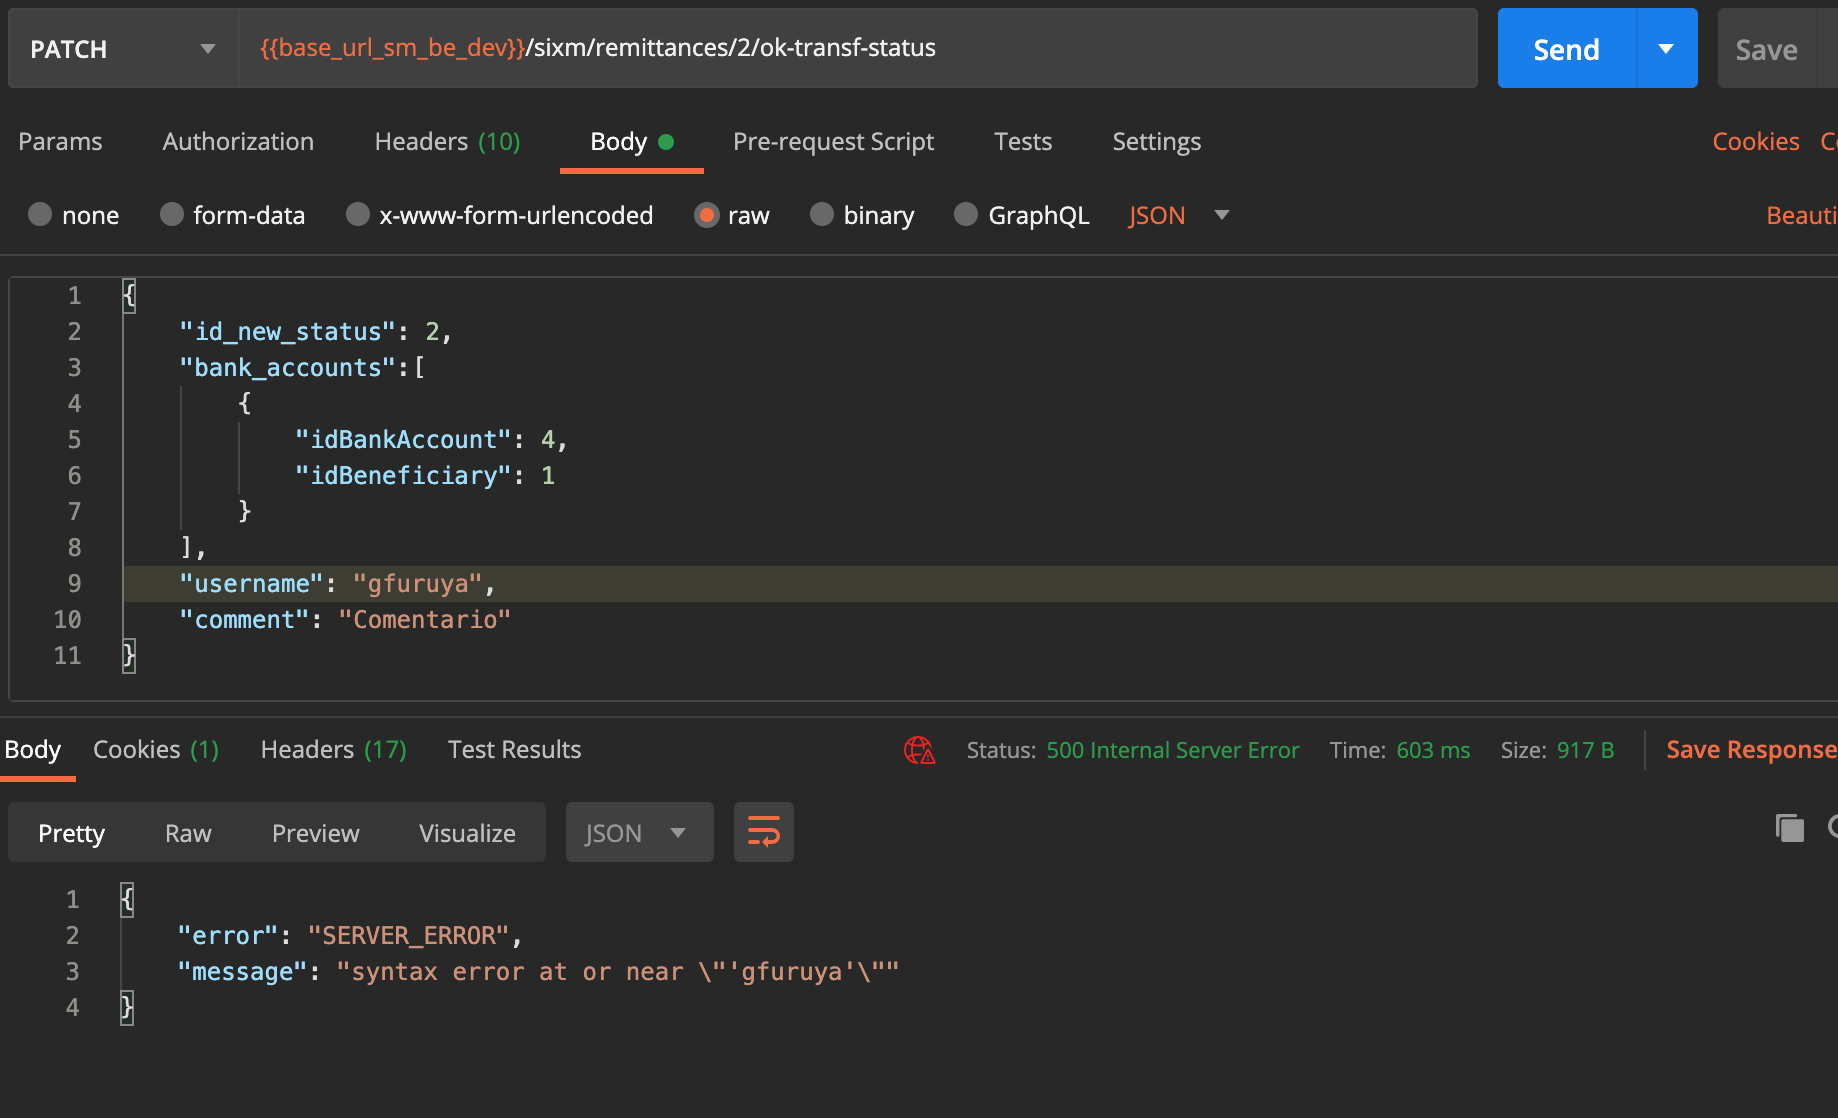 PATCH {{base_url_sm_be_dev}}/sixm/remittances/2/ok-transf-status Send Save
Params Authorization Headers (10) Body Pre-request Script Tests Settings Cookies
none form-data x-www-form-urlencoded raw binary GraphQL JSON Beauti
1 {
2 "id_new_status": 2,
3 "bank_accounts":[
4 {
5 "idBankAccount": 4,
6 "idBeneficiary": 1
7 }
8 ],
9 "username": "gfuruya",
10 "comment": "Comentario"
11 }
Body Cookies (1) Headers (17) Test Results Status: 500 Internal Server Error Time: 603 ms Size: 917 B Save Response
Pretty Raw Preview Visualize JSON
1 {
2 "error": "SERVER_ERROR",
3 "message": "syntax error at or near \"'gfuruya'\""
4 }